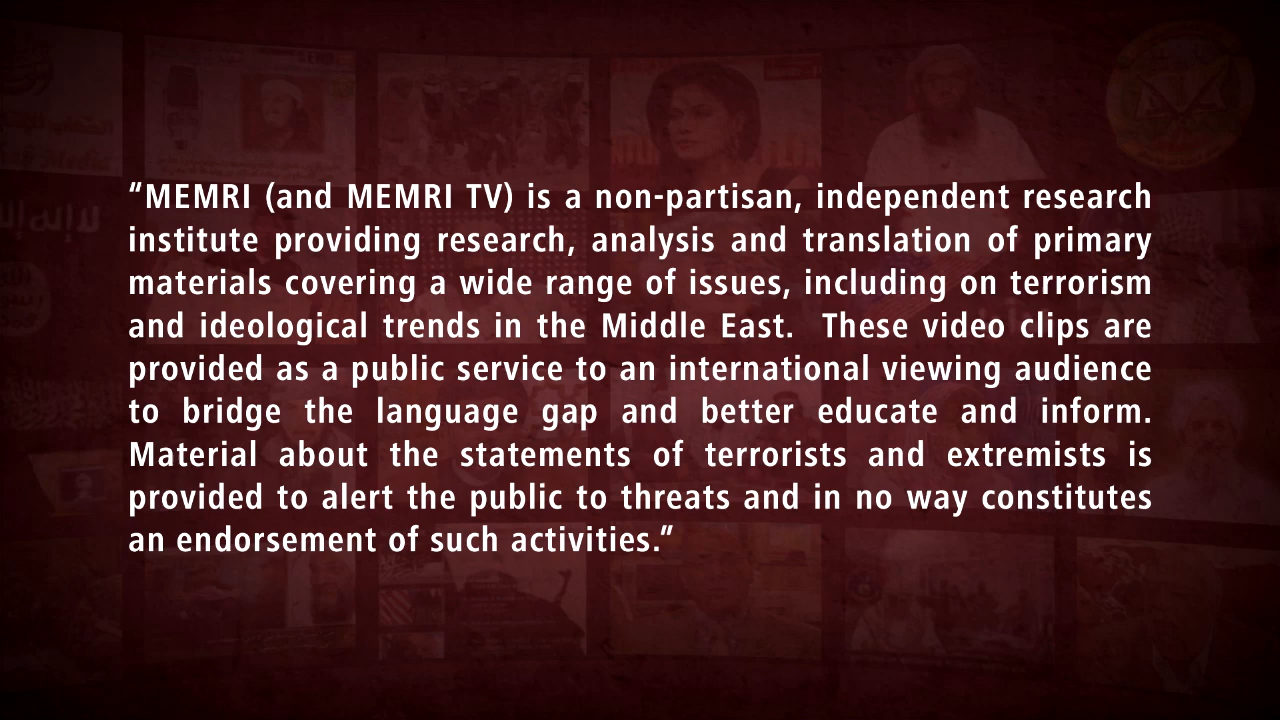 “MEMRI (and MEMRI TV) is a non-partisan, independent research
institute providing research, analysis and translation of primary
materials covering a wide range of issues, including on terrorism
and ideological trends in the Middle East.  These video clips are
provided as a public service to an international viewing audience
to bridge the language gap and better educate and inform.
Material about the statements of terrorists and extremists is
provided to alert the public to threats and in no way constitutes
an endorsement of such activities.”